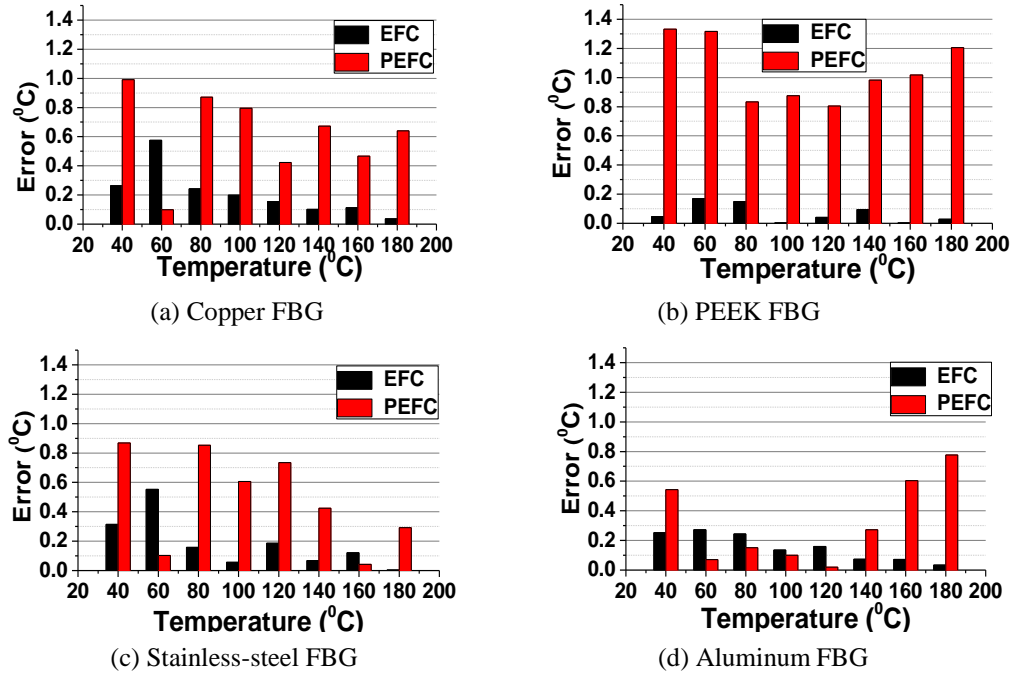 1.4
1.2
1.0
0.8
0.6
0.4
0.2
0.0
Error (⁰C)
EFC
PEFC
20 40 60 80 100 120 140 160 180 200
Temperature (⁰C)
(a) Copper FBG
1.4
1.2
1.0
0.8
0.6
0.4
0.2
0.0
Error (⁰C)
EFC
PEFC
20 40 60 80 100 120 140 160 180 200
Temperature (⁰C)
(b) PEEK FBG
1.4
1.2
1.0
0.8
0.6
0.4
0.2
0.0
Error (⁰C)
EFC
PEFC
20 40 60 80 100 120 140 160 180 200
Temperature (⁰C)
(c) Stainless-steel FBG
1.4
1.2
1.0
0.8
0.6
0.4
0.2
0.0
Error (⁰C)
EFC
PEFC
20 40 60 80 100 120 140 160 180 200
Temperature (⁰C)
(d) Aluminum FBG